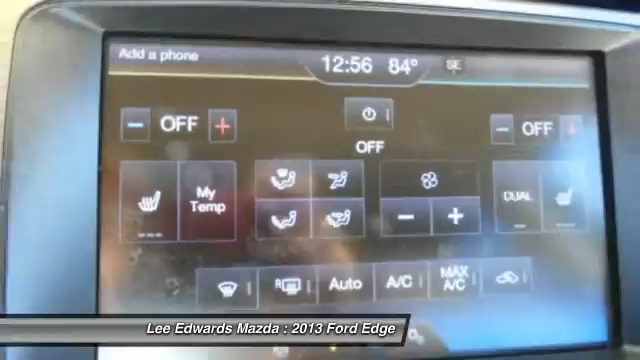 Add a phone
12:56 84° SE
− OFF +
− OFF +
OFF
My Temp
DUAL
− +
R Auto A/C MAX A/C
Lee Edwards Mazda : 2013 Ford Edge